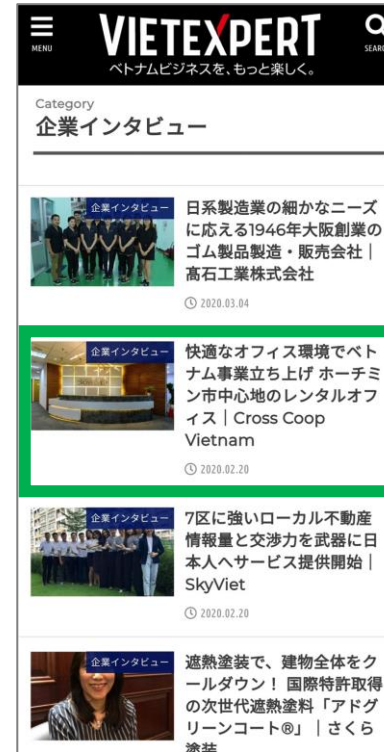 MENU
VIETEXPERT
ベトナムビジネスを、もっと楽しく。
Category
企業インタビュー
企業インタビュー
日系製造業の細かなニーズ
に応える1946年大阪創業の
ゴム製品製造・販売会社｜
髙石工業株式会社
2020.03.04
企業インタビュー
快適なオフィス環境でベト
ナム事業立ち上げ ホーチミ
ン市中心地のレンタルオフ
ィス｜Cross Coop
Vietnam
2020.02.20
企業インタビュー
7区に強いローカル不動産
情報量と交渉力を武器に日
本人へサービス提供開始｜
SkyViet
2020.02.20
企業インタビュー
遮熱塗装で、建物全体をク
ールダウン！ 国際特許取得
の次世代遮熱塗料「アドグ
リーンコート®」｜さくら
塗装